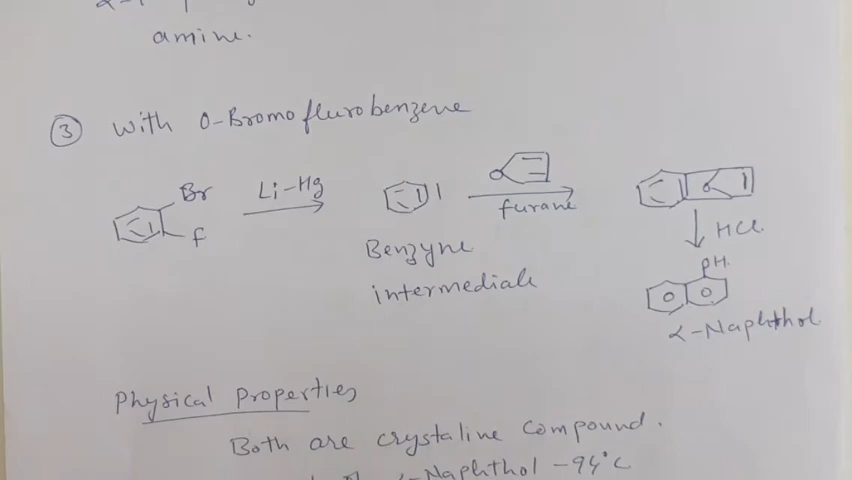 amine.
③ with O-Bromoflurobenzene
Br
F
Li-Hg
Benzyne
intermediate
O
furane
O
HCl.
OH.
α-Naphthol
Physical properties
Both are crystaline compound.
α-Naphthol - 94°C